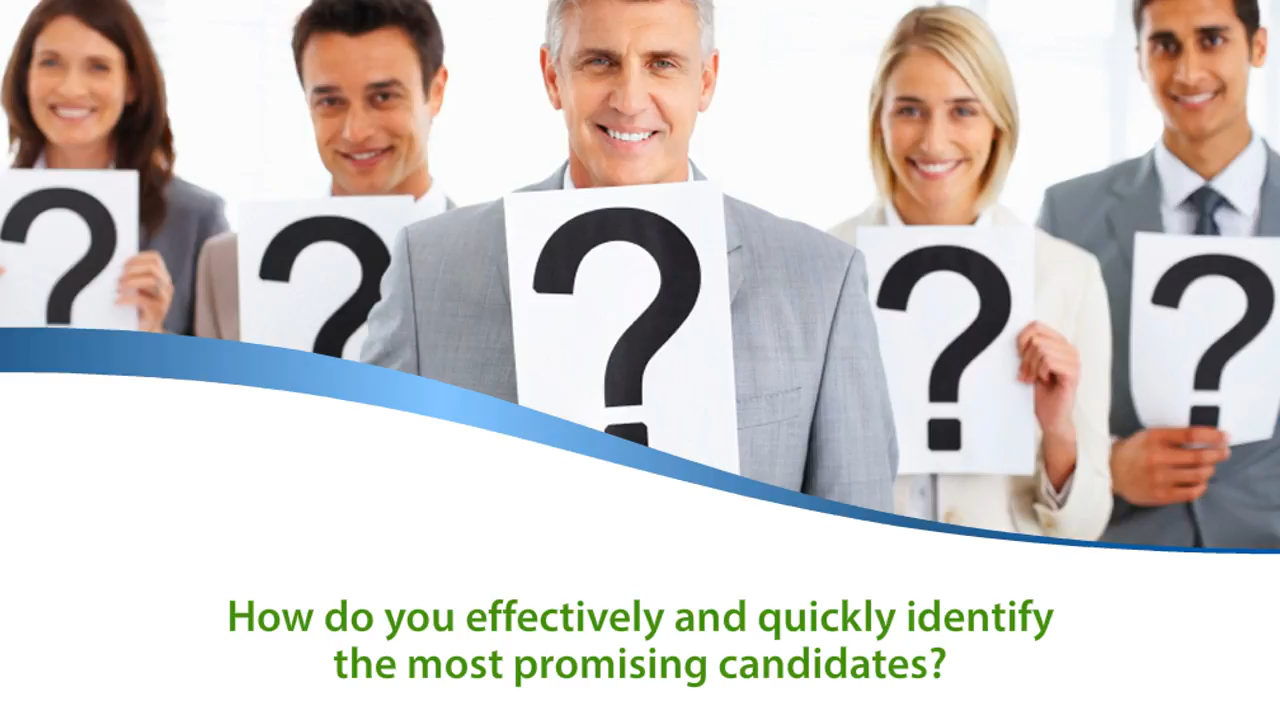 ? ? ? ? ?
How do you effectively and quickly identify
the most promising candidates?